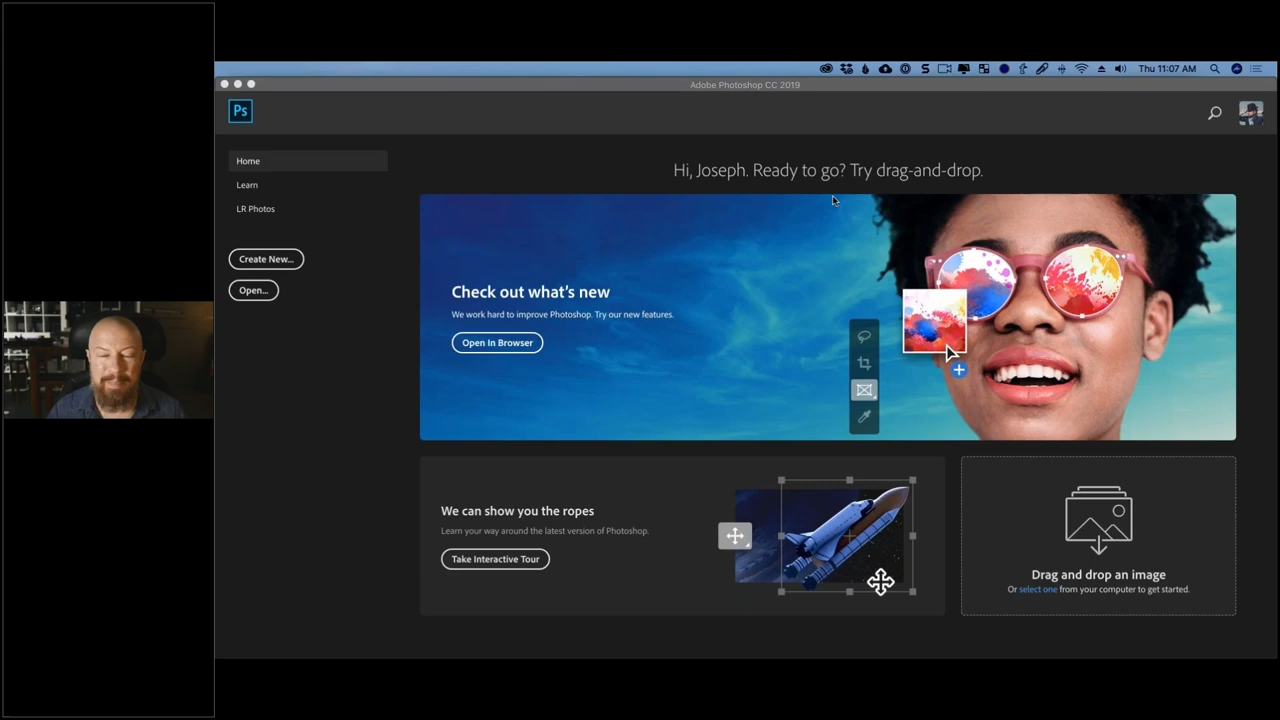 Thu 11:07 AM
Adobe Photoshop CC 2019
Ps
Home
Learn
LR Photos
Create New...
Open...
Hi, Joseph. Ready to go? Try drag-and-drop.
Check out what's new
We work hard to improve Photoshop. Try our new features.
Open In Browser
We can show you the ropes
Learn your way around the latest version of Photoshop.
Take Interactive Tour
Drag and drop an image
Or select one from your computer to get started.